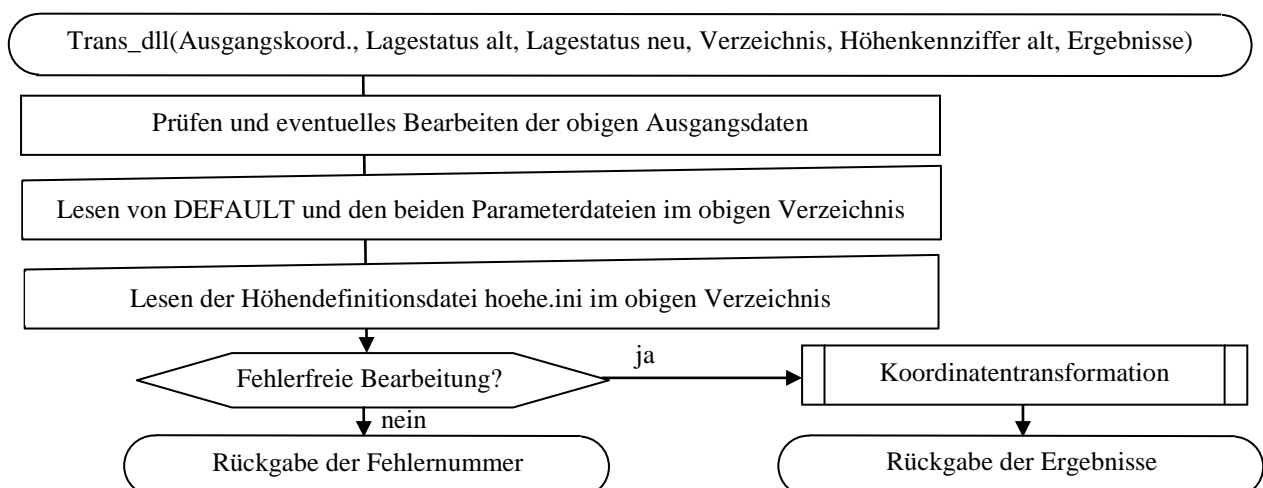 Trans_dll(Ausgangskoord., Lagestatus alt, Lagestatus neu, Verzeichnis, Höhenkennziffer alt, Ergebnisse)
Prüfen und eventuelles Bearbeiten der obigen Ausgangsdaten
Lesen von DEFAULT und den beiden Parameterdateien im obigen Verzeichnis
Lesen der Höhendefinitionsdatei hoehe.ini im obigen Verzeichnis
Fehlerfreie Bearbeitung?
ja
Koordinatentransformation
nein
Rückgabe der Fehlernummer
Rückgabe der Ergebnisse